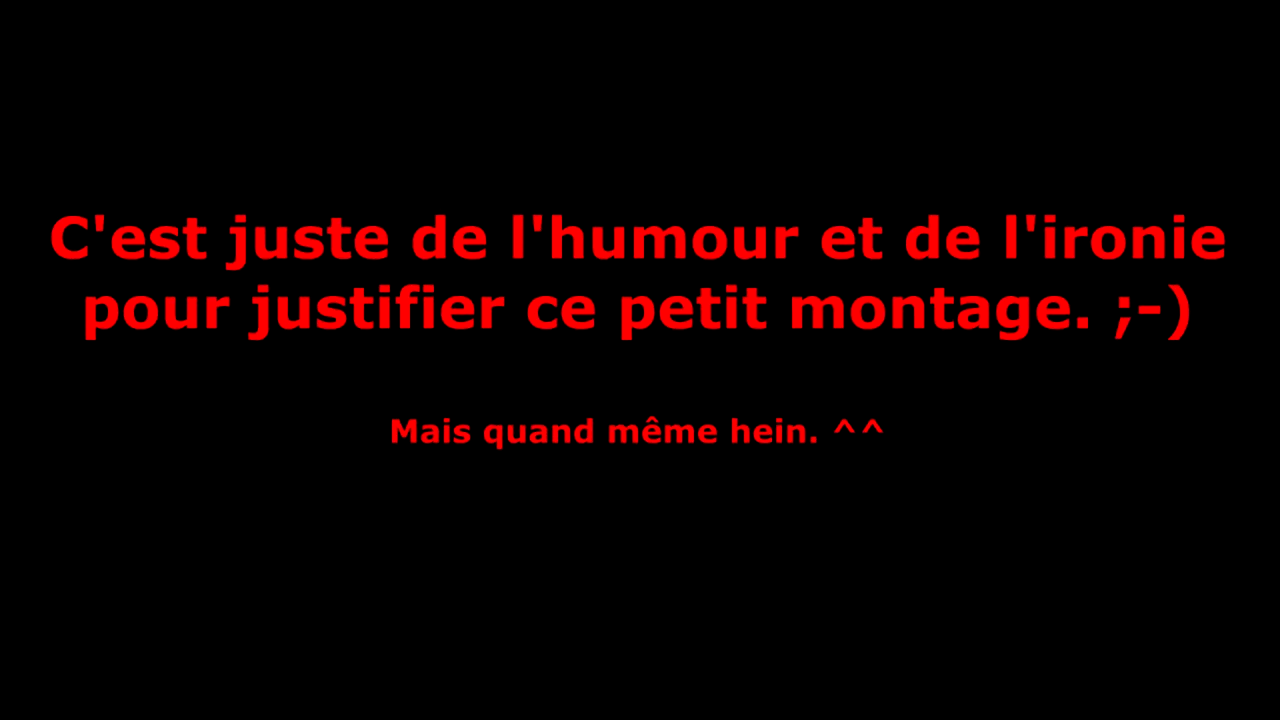 C'est juste de l'humour et de l'ironie
pour justifier ce petit montage. ;-)
Mais quand même hein. ^^